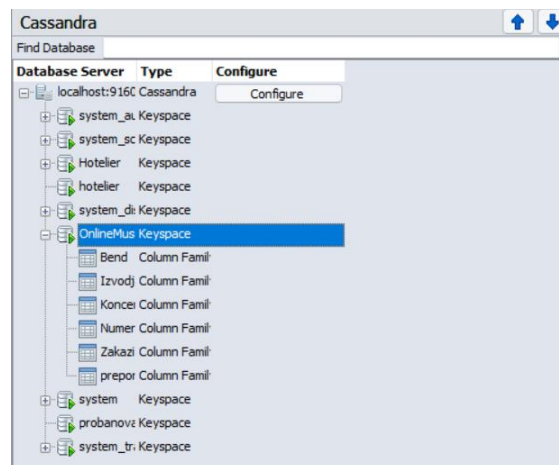 Cassandra
Find Database
Database Server Type Configure
localhost:9160 Cassandra Configure
system_au Keyspace
system_sc Keyspace
Hotelier Keyspace
hotelier Keyspace
system_di Keyspace
OnlineMus Keyspace
Bend Column Famil
Izvodj Column Famil
Koncer Column Famil
Numer Column Famil
Zakazi Column Famil
prepor Column Famil
system Keyspace
probanova Keyspace
system_tr Keyspace